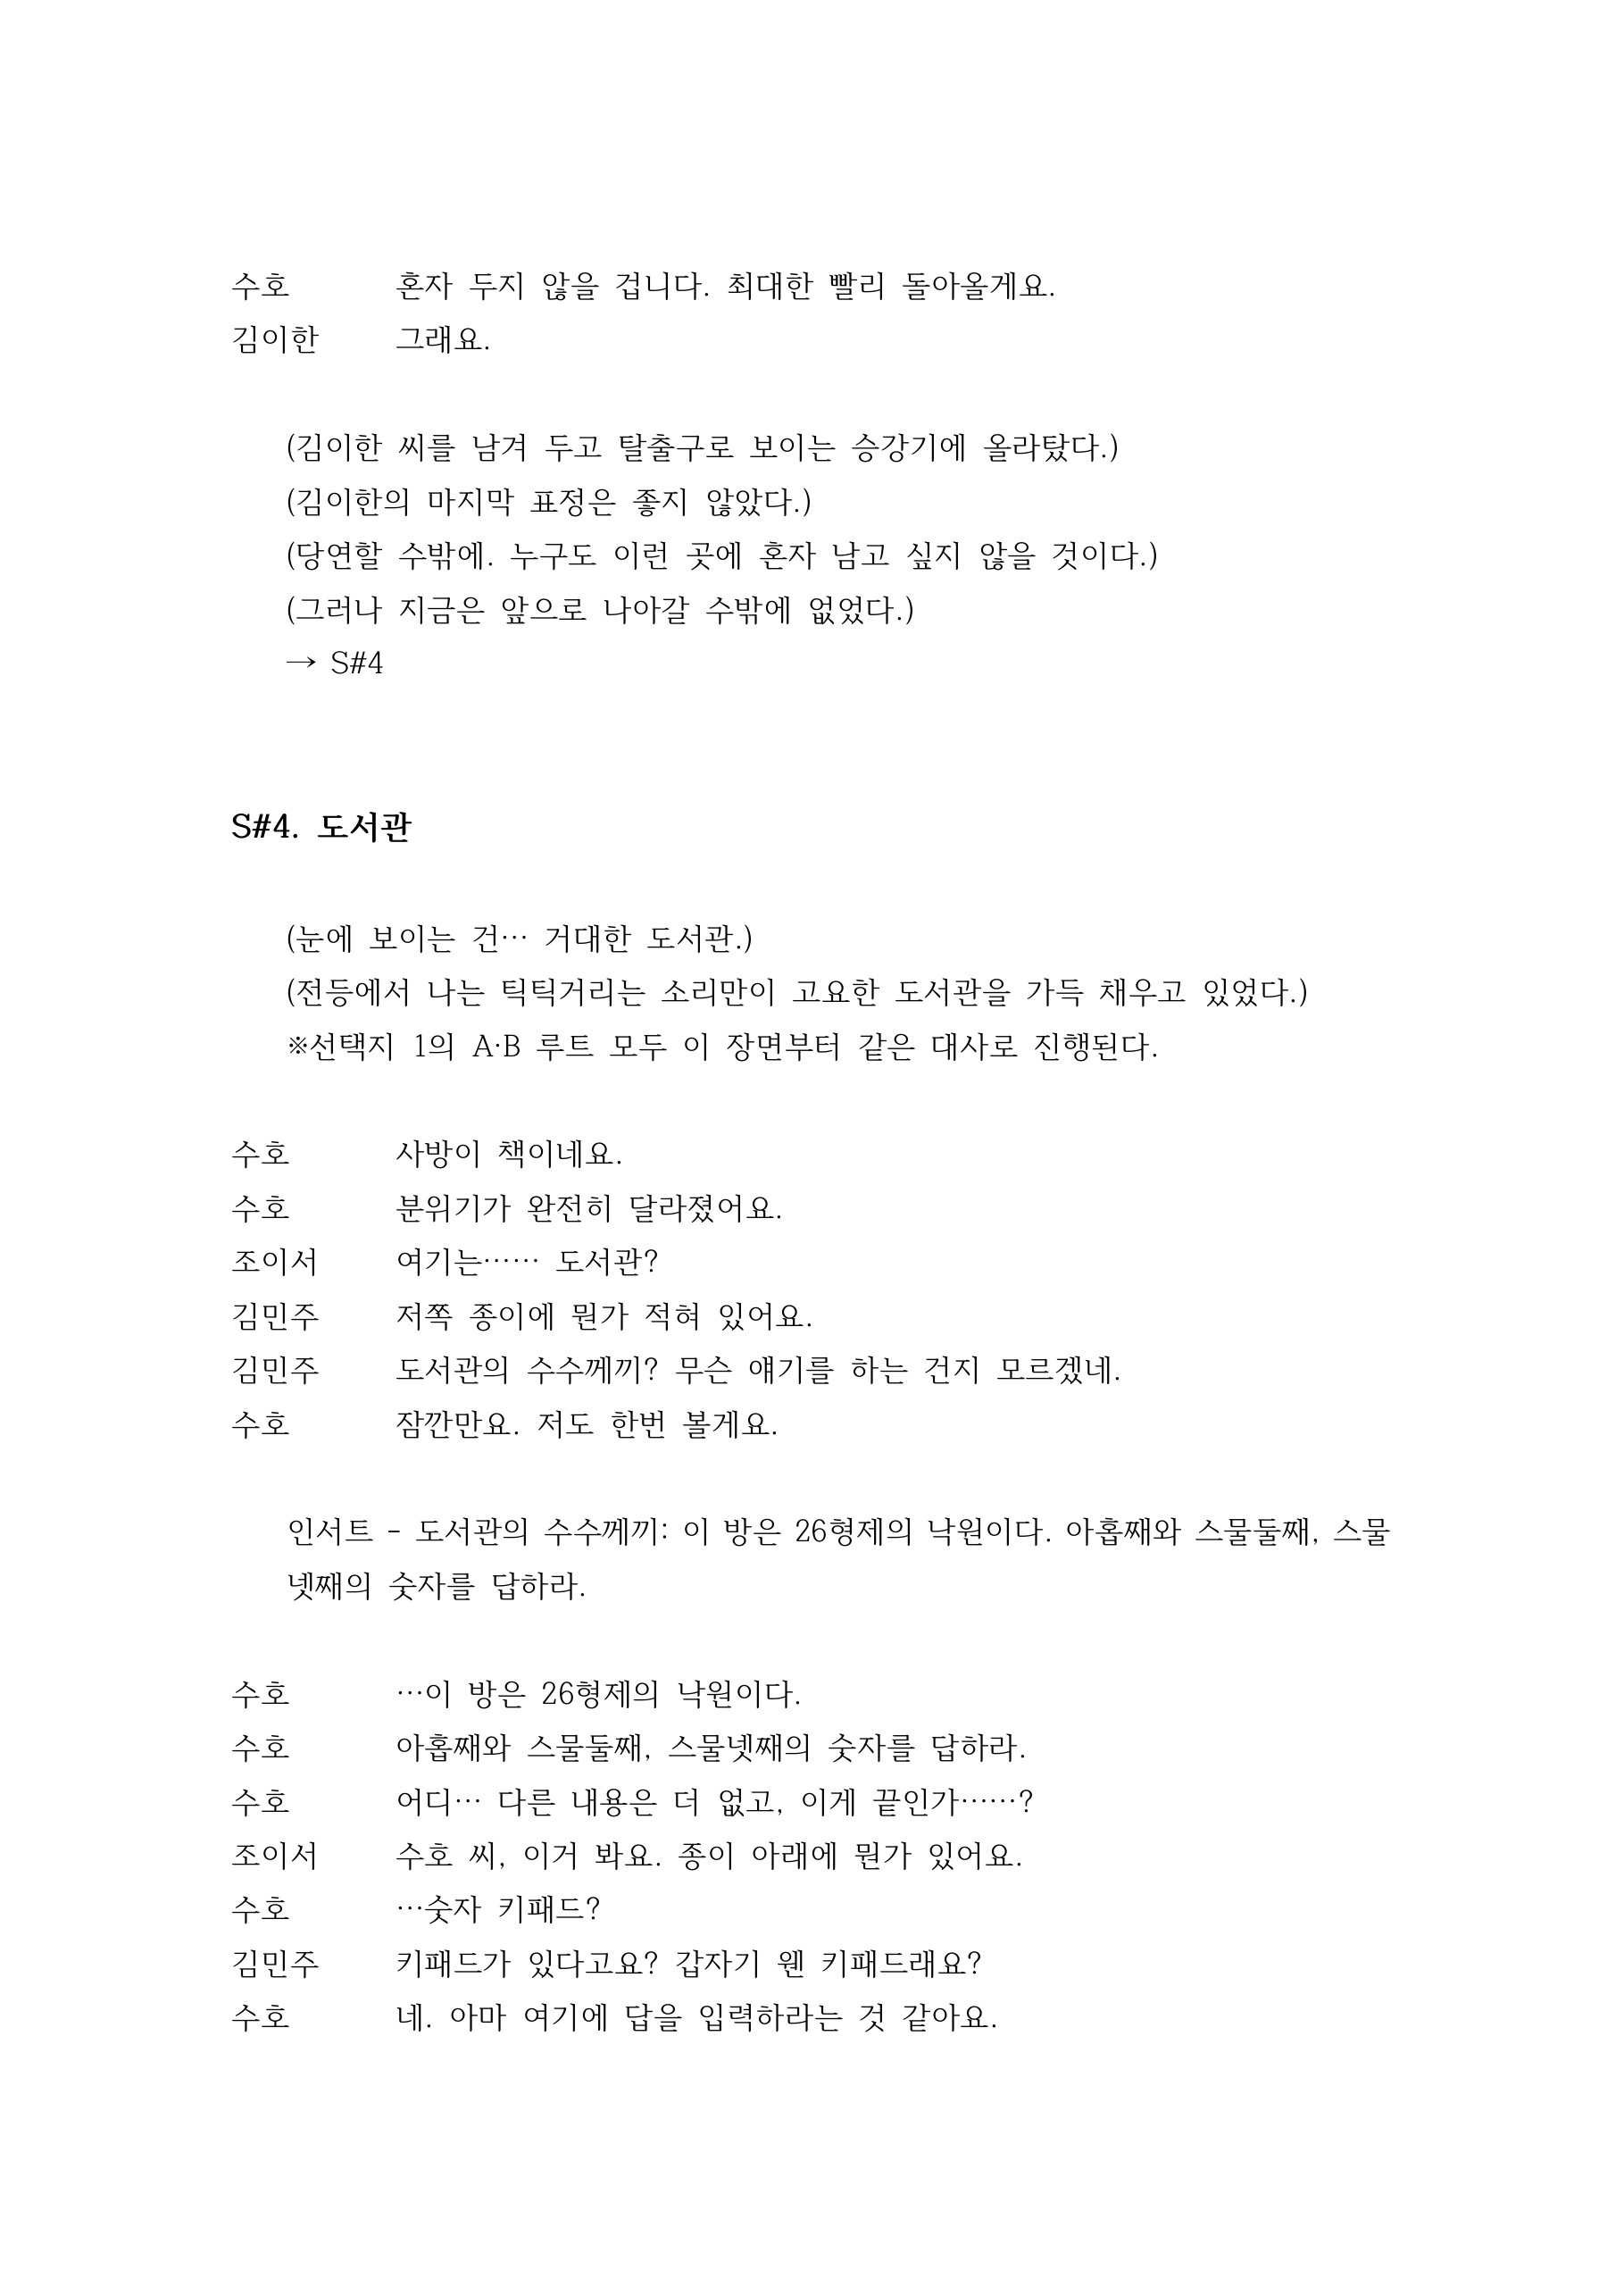 수호 혼자 두지 않을 겁니다. 최대한 빨리 돌아올게요.
김이한 그래요.
(김이한 씨를 남겨 두고 탈출구로 보이는 승강기에 올라탔다.)
(김이한의 마지막 표정은 좋지 않았다.)
(당연할 수밖에. 누구도 이런 곳에 혼자 남고 싶지 않을 것이다.)
(그러나 지금은 앞으로 나아갈 수밖에 없었다.)
→ S#4
S#4. 도서관
(눈에 보이는 건… 거대한 도서관.)
(전등에서 나는 틱틱거리는 소리만이 고요한 도서관을 가득 채우고 있었다.)
※선택지 1의 A·B 루트 모두 이 장면부터 같은 대사로 진행된다.
수호 사방이 책이네요.
수호 분위기가 완전히 달라졌어요.
조이서 여기는…… 도서관?
김민주 저쪽 종이에 뭔가 적혀 있어요.
김민주 도서관의 수수께끼? 무슨 얘기를 하는 건지 모르겠네.
수호 잠깐만요. 저도 한번 볼게요.
인서트 - 도서관의 수수께끼: 이 방은 26형제의 낙원이다. 아홉째와 스물둘째, 스물
넷째의 숫자를 답하라.
수호 …이 방은 26형제의 낙원이다.
수호 아홉째와 스물둘째, 스물넷째의 숫자를 답하라.
수호 어디… 다른 내용은 더 없고, 이게 끝인가……?
조이서 수호 씨, 이거 봐요. 종이 아래에 뭔가 있어요.
수호 …숫자 키패드?
김민주 키패드가 있다고요? 갑자기 웬 키패드래요?
수호 네. 아마 여기에 답을 입력하라는 것 같아요.